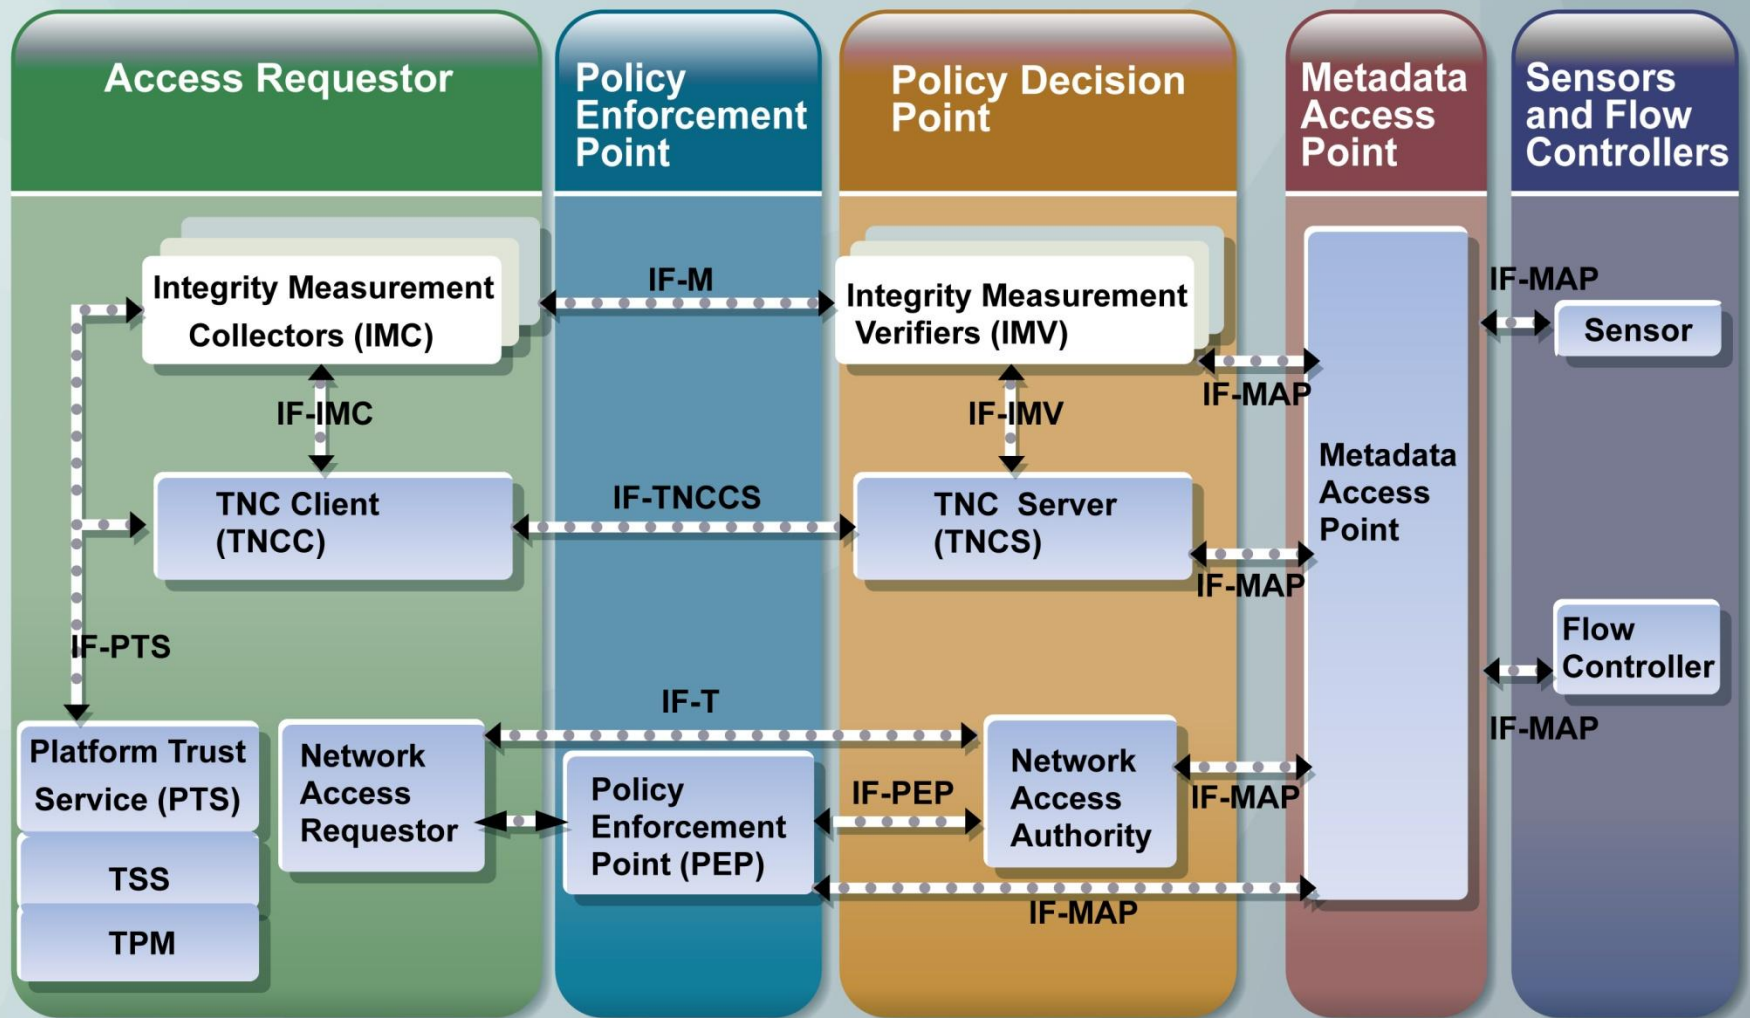 Access Requestor
Policy
Enforcement
Point
Policy Decision
Point
Metadata
Access
Point
Sensors
and Flow
Controllers
Integrity Measurement
Collectors (IMC)
IF-M
Integrity Measurement
Verifiers (IMV)
IF-MAP
Sensor
IF-MAP
IF-IMC
IF-IMV
TNC Client
(TNCC)
IF-TNCCS
TNC Server
(TNCS)
IF-MAP
Metadata
Access
Point
IF-PTS
Flow
Controller
IF-MAP
IF-T
Platform Trust
Service (PTS)
TSS
TPM
Network
Access
Requestor
Policy
Enforcement
Point (PEP)
IF-PEP
Network
Access
Authority
IF-MAP
IF-MAP